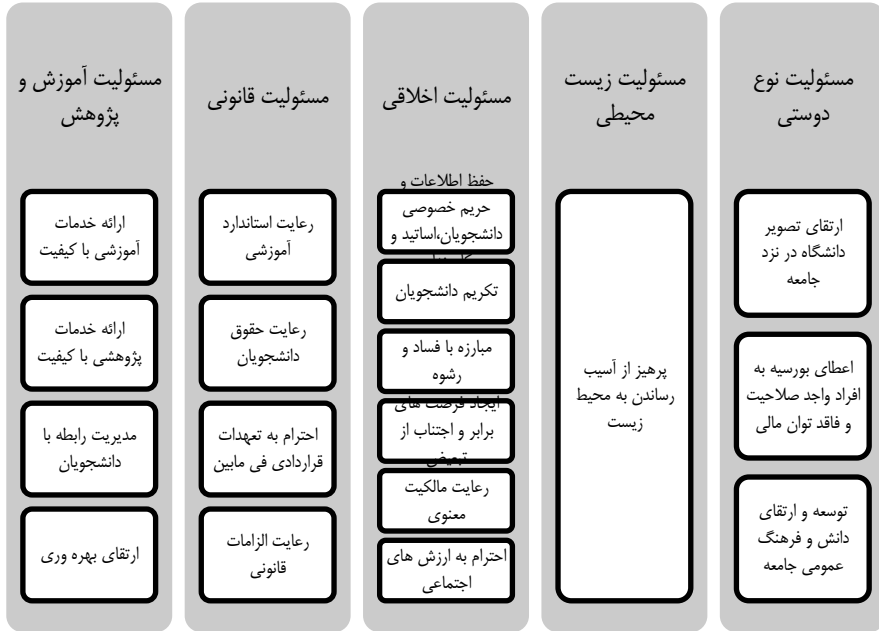 مسئولیت نوع
دوستی
ارتقای تصویر
دانشگاه در نزد
جامعه
اعطای بورسیه به
افراد واجد صلاحیت
و فاقد توان مالی
توسعه و ارتقای
دانش و فرهنگ
عمومی جامعه
مسئولیت زیست
محیطی
پرهیز از آسیب
رساندن به محیط
زیست
مسئولیت اخلاقی
حفظ اطلاعات و
حریم خصوصی
دانشجویان،اساتید و
تکریم دانشجویان
مبارزه با فساد و
رشوه
ایجاد فرصت های
برابر و اجتناب از
تبعیض
رعایت مالکیت
معنوی
احترام به ارزش های
اجتماعی
مسئولیت قانونی
رعایت استاندارد
آموزشی
رعایت حقوق
دانشجویان
احترام به تعهدات
قراردادی فی مابین
رعایت الزامات
قانونی
مسئولیت آموزش و
پژوهش
ارائه خدمات
آموزشی با کیفیت
ارائه خدمات
پژوهشی با کیفیت
مدیریت رابطه با
دانشجویان
ارتقای بهره وری